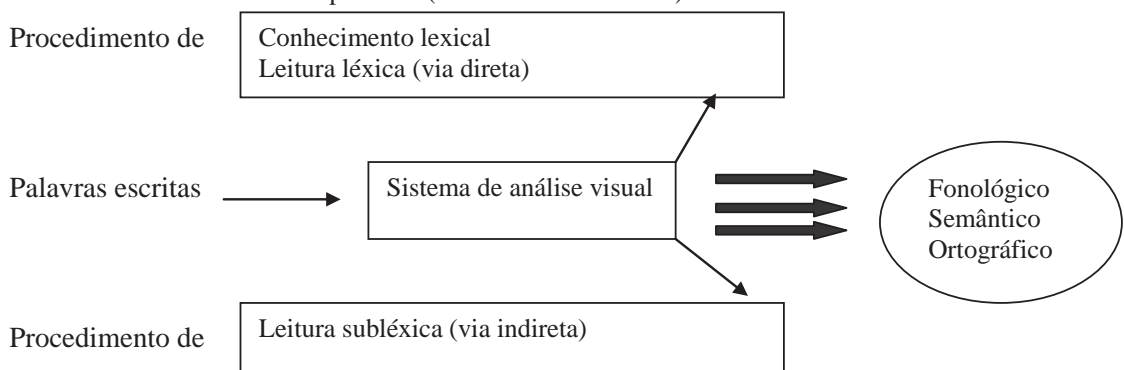 Procedimento de
Conhecimento lexical
Leitura léxica (via direta)
Palavras escritas
Sistema de análise visual
Fonológico
Semântico
Ortográfico
Procedimento de
Leitura subléxica (via indireta)